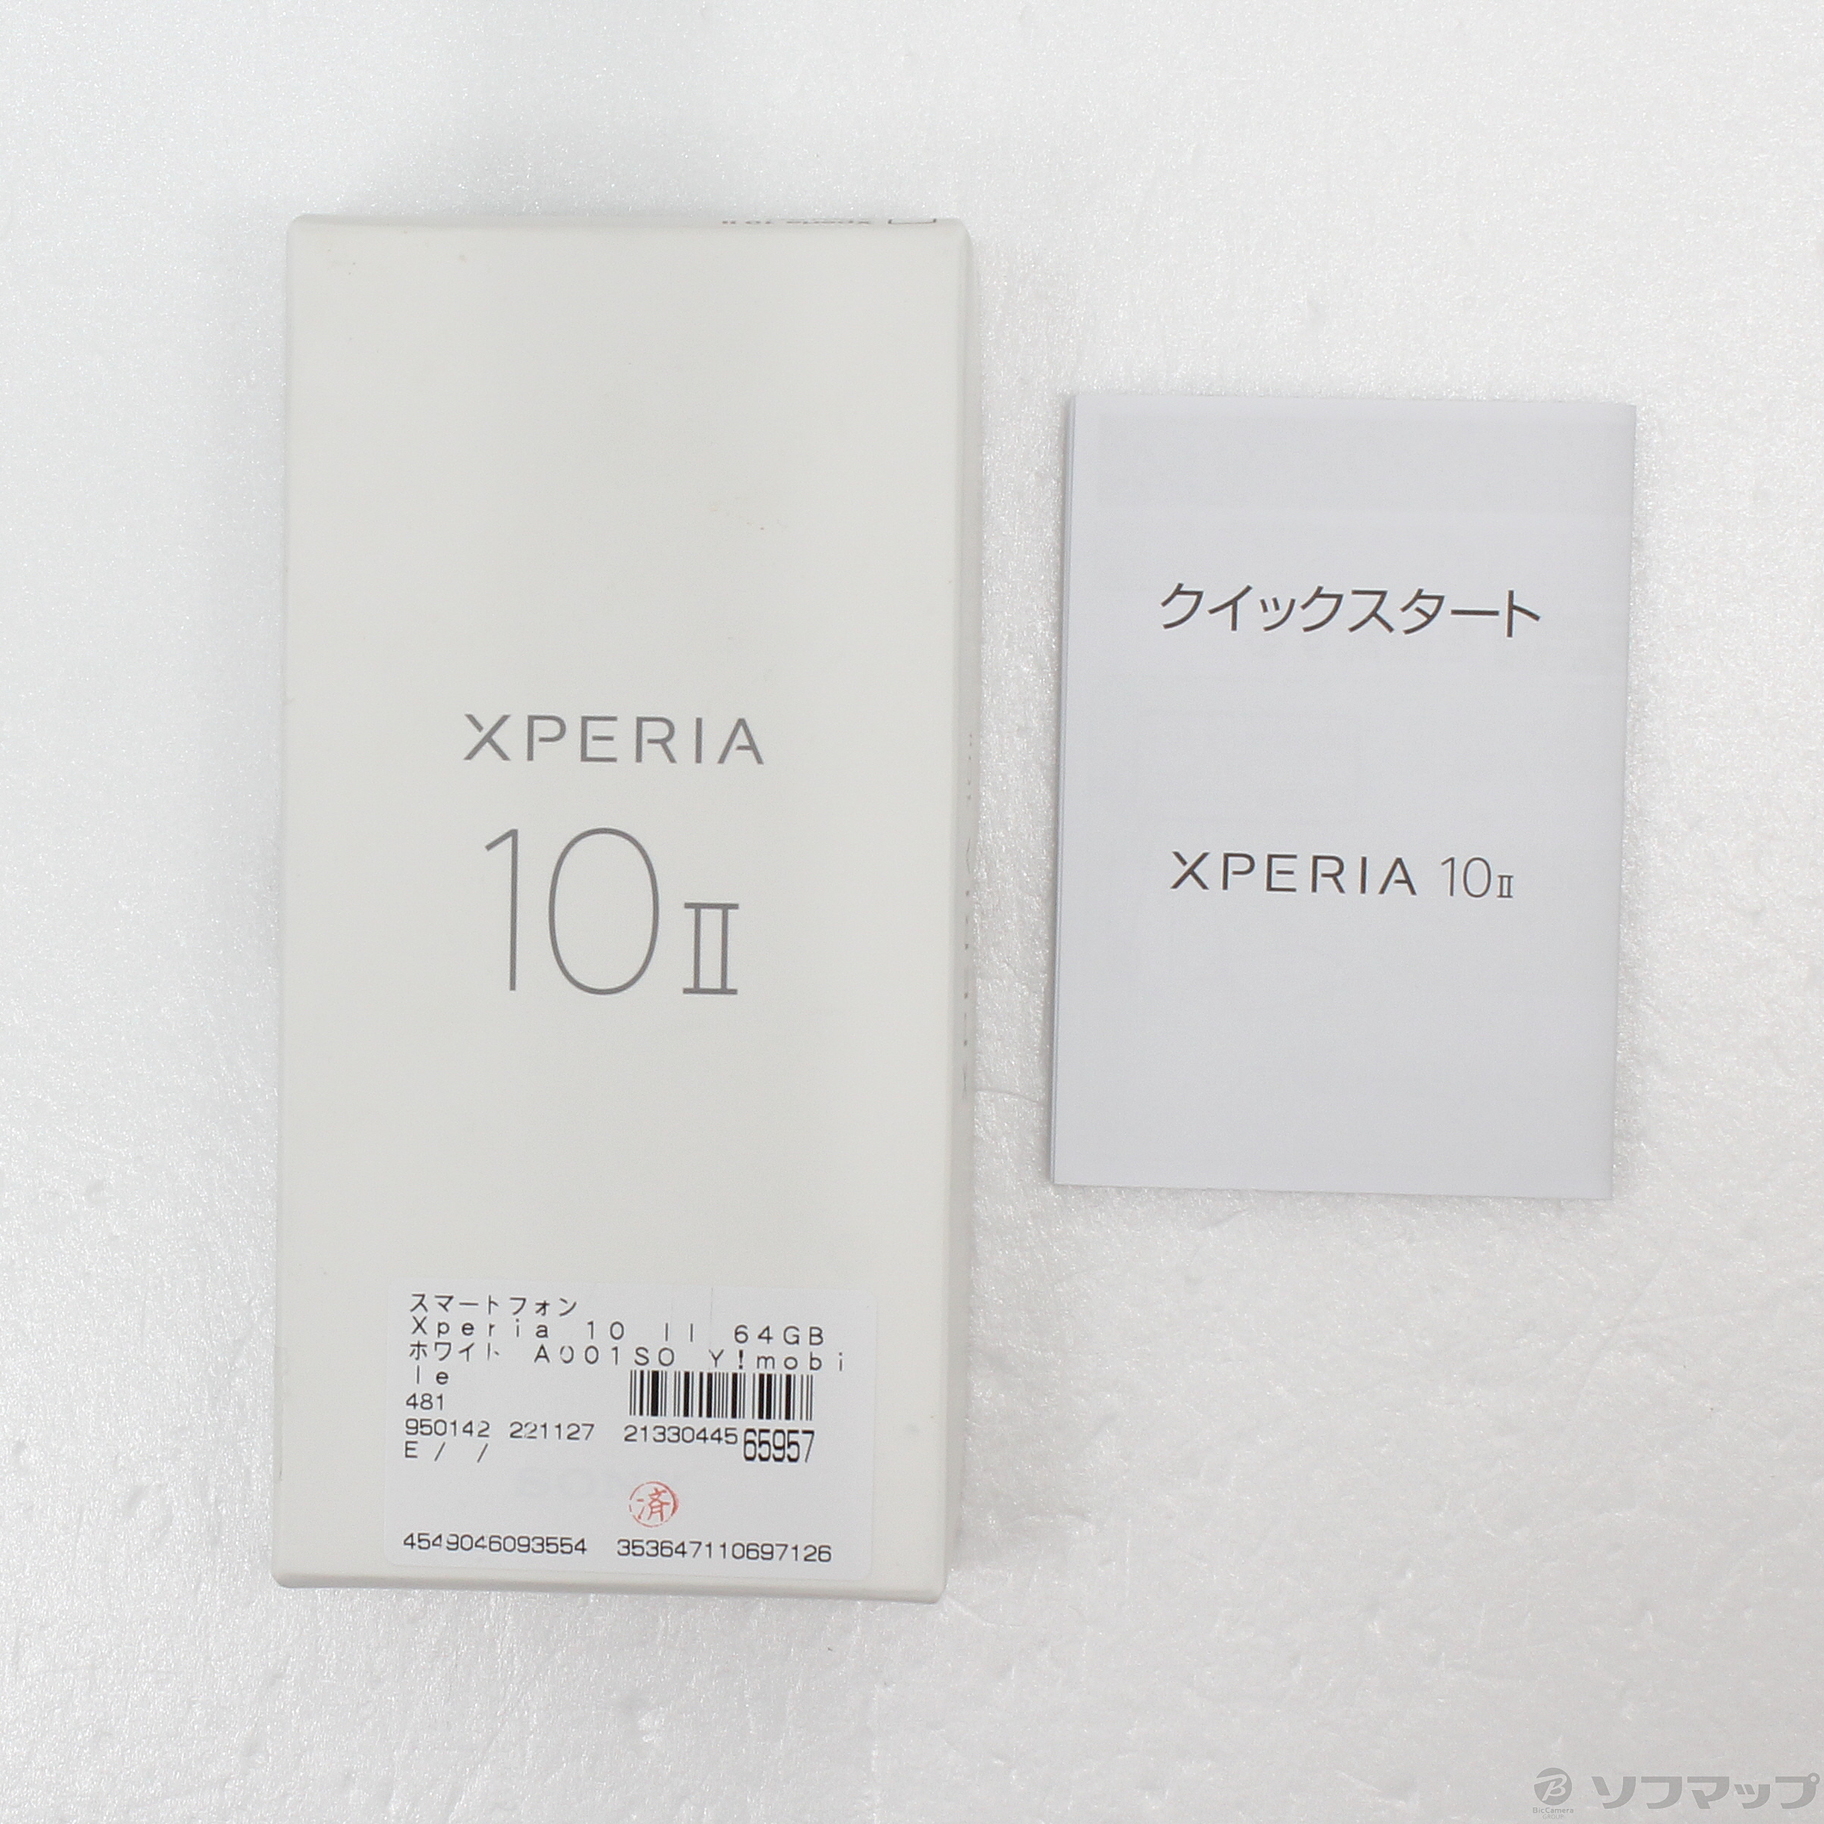 XPERIA
10 II
クイックスタート
XPERIA 10 II
スマートフォン
Xperia 10 II 64GB
ホワイト A001SO Y!mobi
le
481
950142 221127 2133044565957
E / /
済
4549046093554 353647110697126
BicCamera
GROUP
ソフマップ